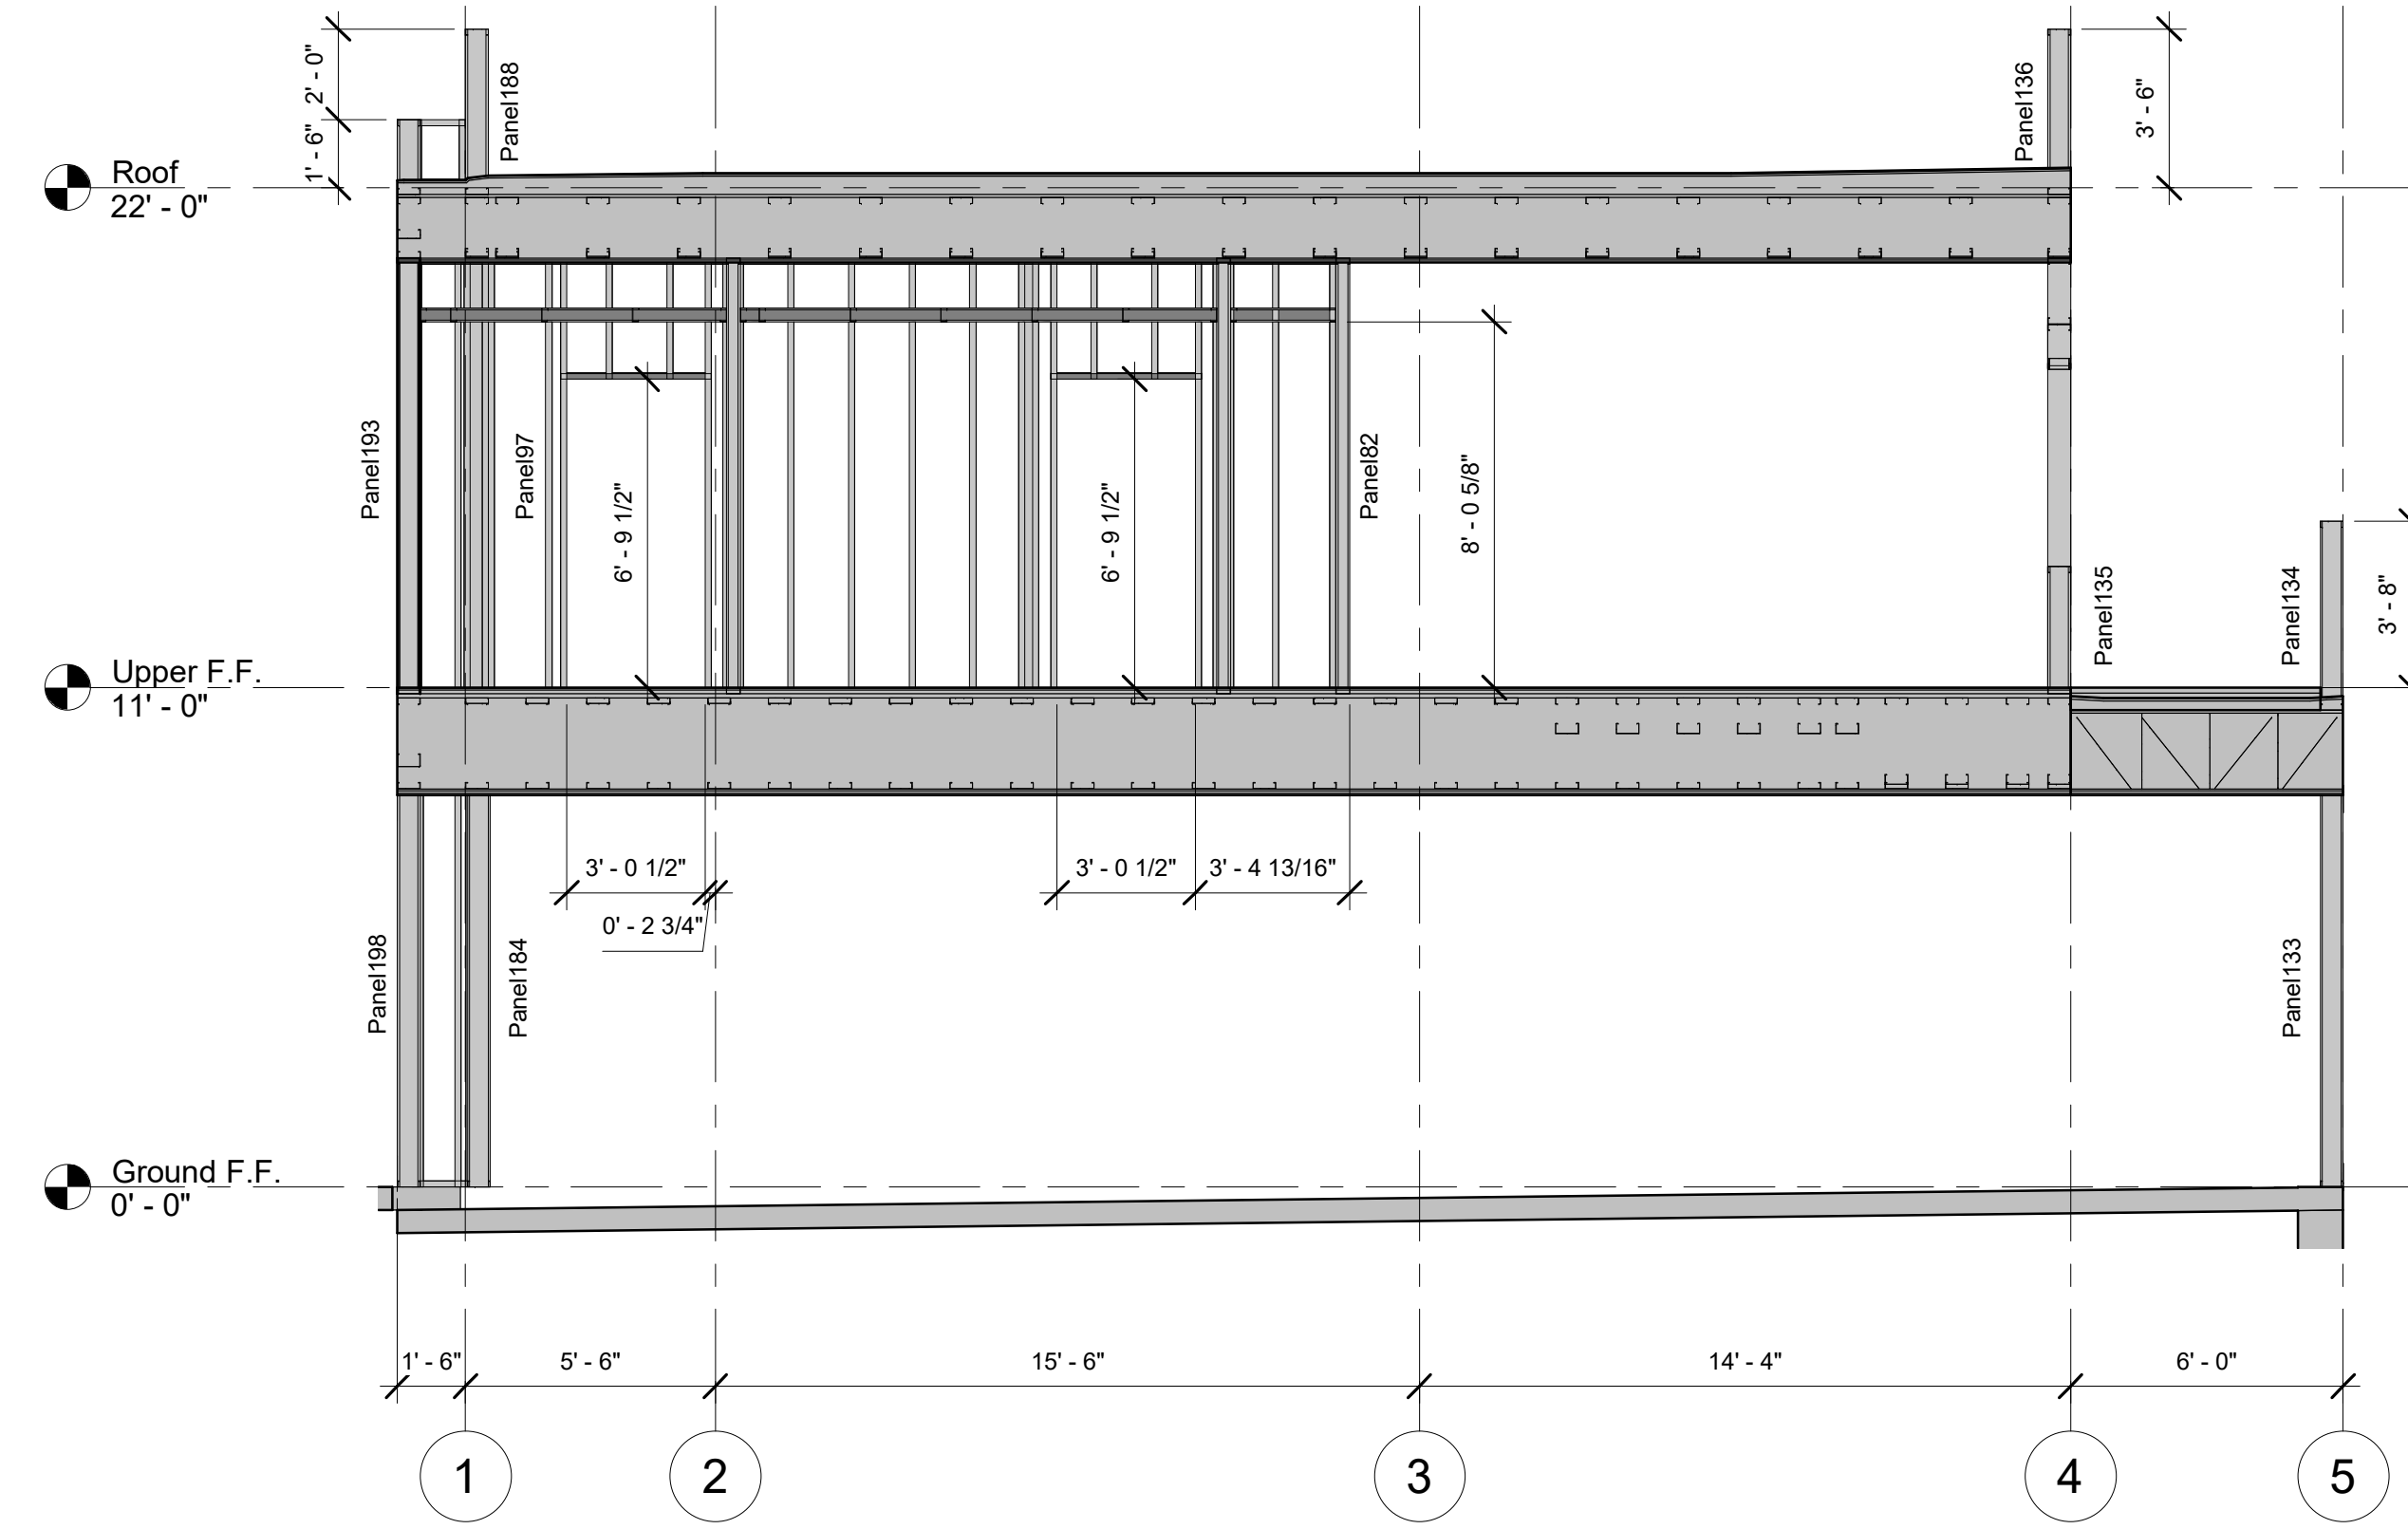 2' - 0"
Panel188
Panel136
3' - 6"
1' - 6"
Roof
22' - 0"
Panel193
Panel97
6' - 9 1/2"
6' - 9 1/2"
Panel82
8' - 0 5/8"
Panel135
Panel134
3' - 8"
Upper F.F.
11' - 0"
3' - 0 1/2"
3' - 0 1/2"
3' - 4 13/16"
0' - 2 3/4"
Panel198
Panel184
Panel133
Ground F.F.
0' - 0"
1' - 6"
5' - 6"
15' - 6"
14' - 4"
6' - 0"
1
2
3
4
5